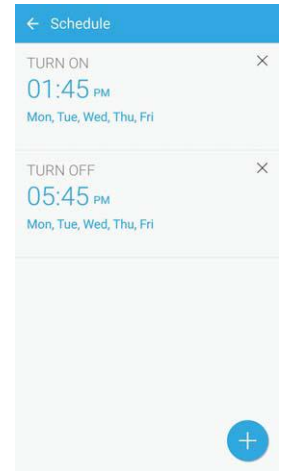 Schedule
TURN ON
01:45 PM
Mon, Tue, Wed, Thu, Fri
TURN OFF
05:45 PM
Mon, Tue, Wed, Thu, Fri